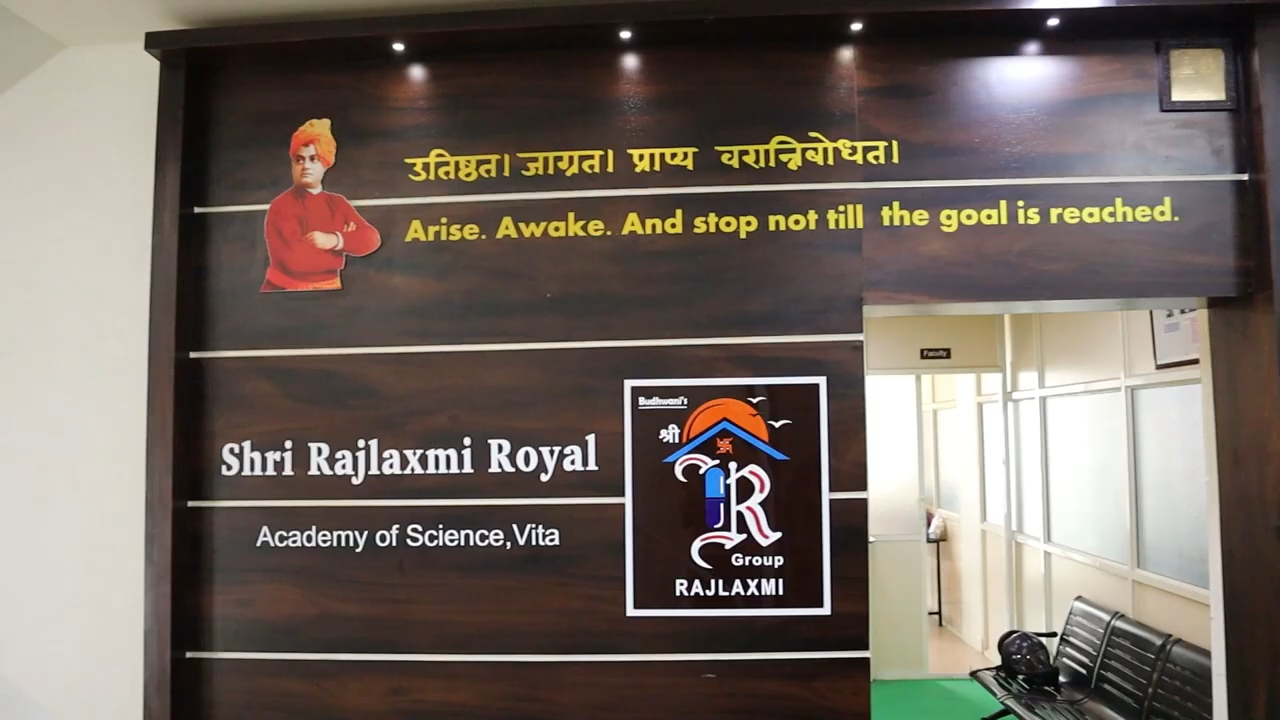 उतिष्ठत। जाग्रत। प्राप्य वरान्निबोधत।
Arise. Awake. And stop not till the goal is reached.
Faculty
Budhwani's
श्री
Shri Rajlaxmi Royal
R
Academy of Science,Vita
Group
RAJLAXMI